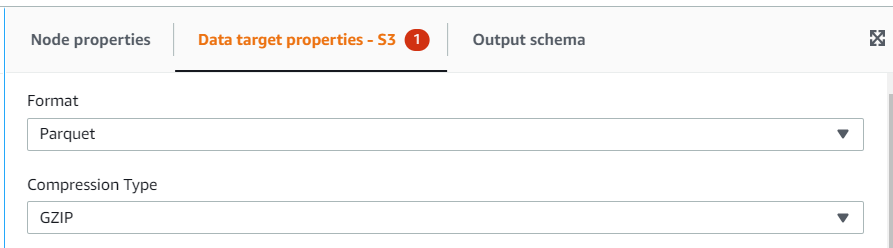 Node properties Data target properties - S3 1 Output schema
Format
Parquet
Compression Type
GZIP